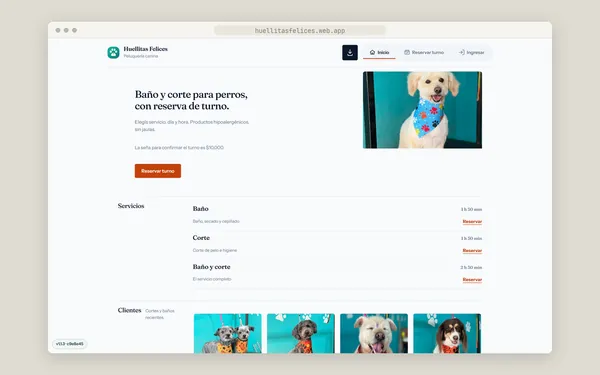 huellitasfelices.web.app
Huellitas Felices
Peluquería canina
Inicio
Reservar turno
Ingresar
Baño y corte para perros,
con reserva de turno.
Elegís servicio, día y hora. Productos hipoalergénicos,
sin jaulas.
La seña para confirmar el turno es $10.000.
Reservar turno
Servicios
Baño
1 h 30 min
Baño, secado y cepillado
Reservar
Corte
1 h 30 min
Corte de pelo e higiene
Reservar
Baño y corte
2 h 30 min
El servicio completo
Reservar
Clientes
Cortes y baños
recientes